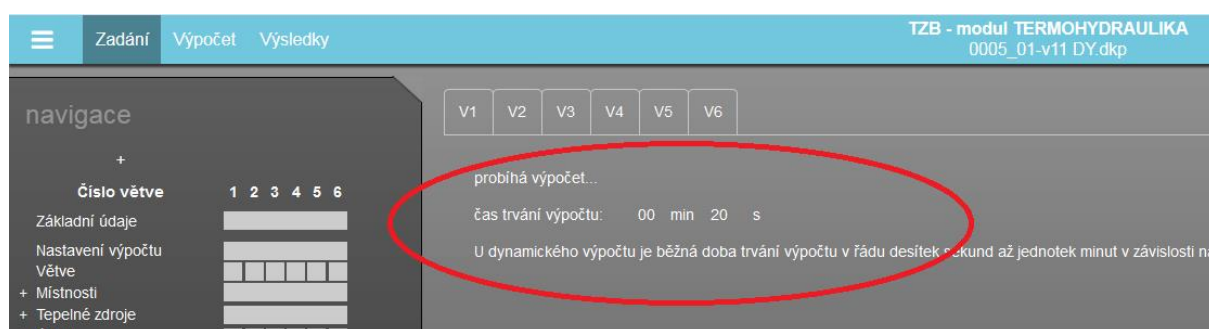 Zadání Výpočet Výsledky
TZB - modul TERMOHYDRAULIKA
0005_01-v11 DY.dkp
navigace
+
Číslo větve 1 2 3 4 5 6
Základní údaje
Nastavení výpočtu
Větve
+ Místnosti
+ Tepelné zdroje
V1 V2 V3 V4 V5 V6
probíhá výpočet...
čas trvání výpočtu: 00 min 20 s
U dynamického výpočtu je běžná doba trvání výpočtu v řádu desítek sekund až jednotek minut v závislosti